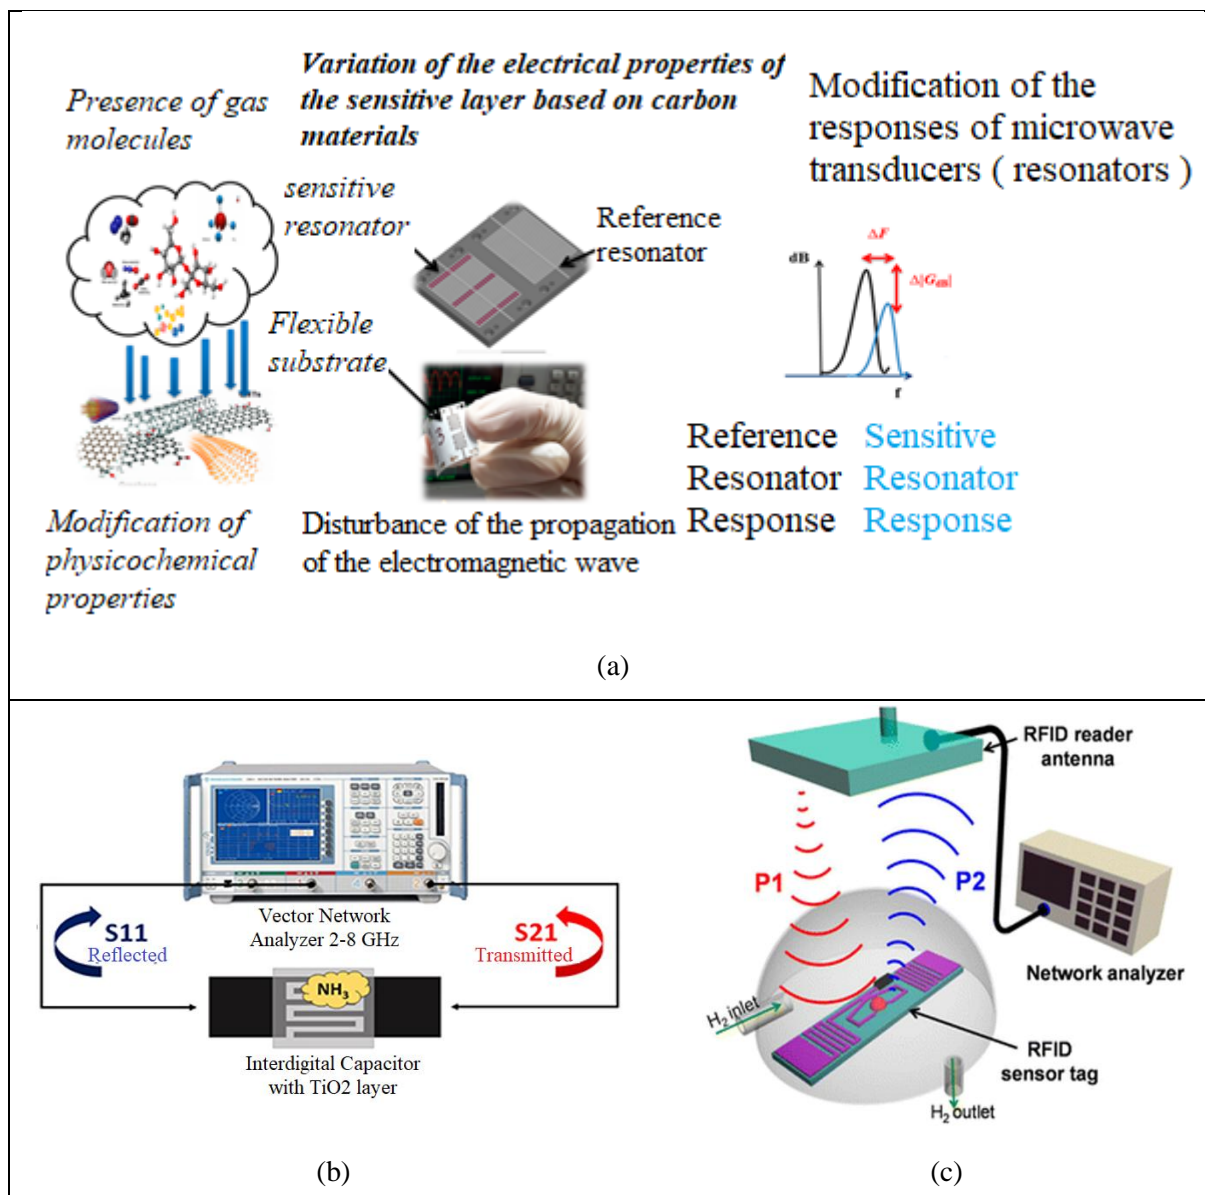 Presence of gas
molecules
Variation of the electrical properties of
the sensitive layer based on carbon
materials
Modification of the
responses of microwave
transducers ( resonators )
sensitive
resonator
Reference
resonator
Flexible
substrate
dB
ΔF
Δ|GdB|
f
3
Reference
Resonator
Response
Sensitive
Resonator
Response
Modification of
physicochemical
properties
Disturbance of the propagation
of the electromagnetic wave
(a)
Vector Network
Analyzer 2-8 GHz
S11
Reflected
S21
Transmitted
NH3
Interdigital Capacitor
with TiO2 layer
(b)
RFID reader
antenna
P1
P2
Network analyzer
H2 inlet
RFID
sensor tag
H2 outlet
(c)